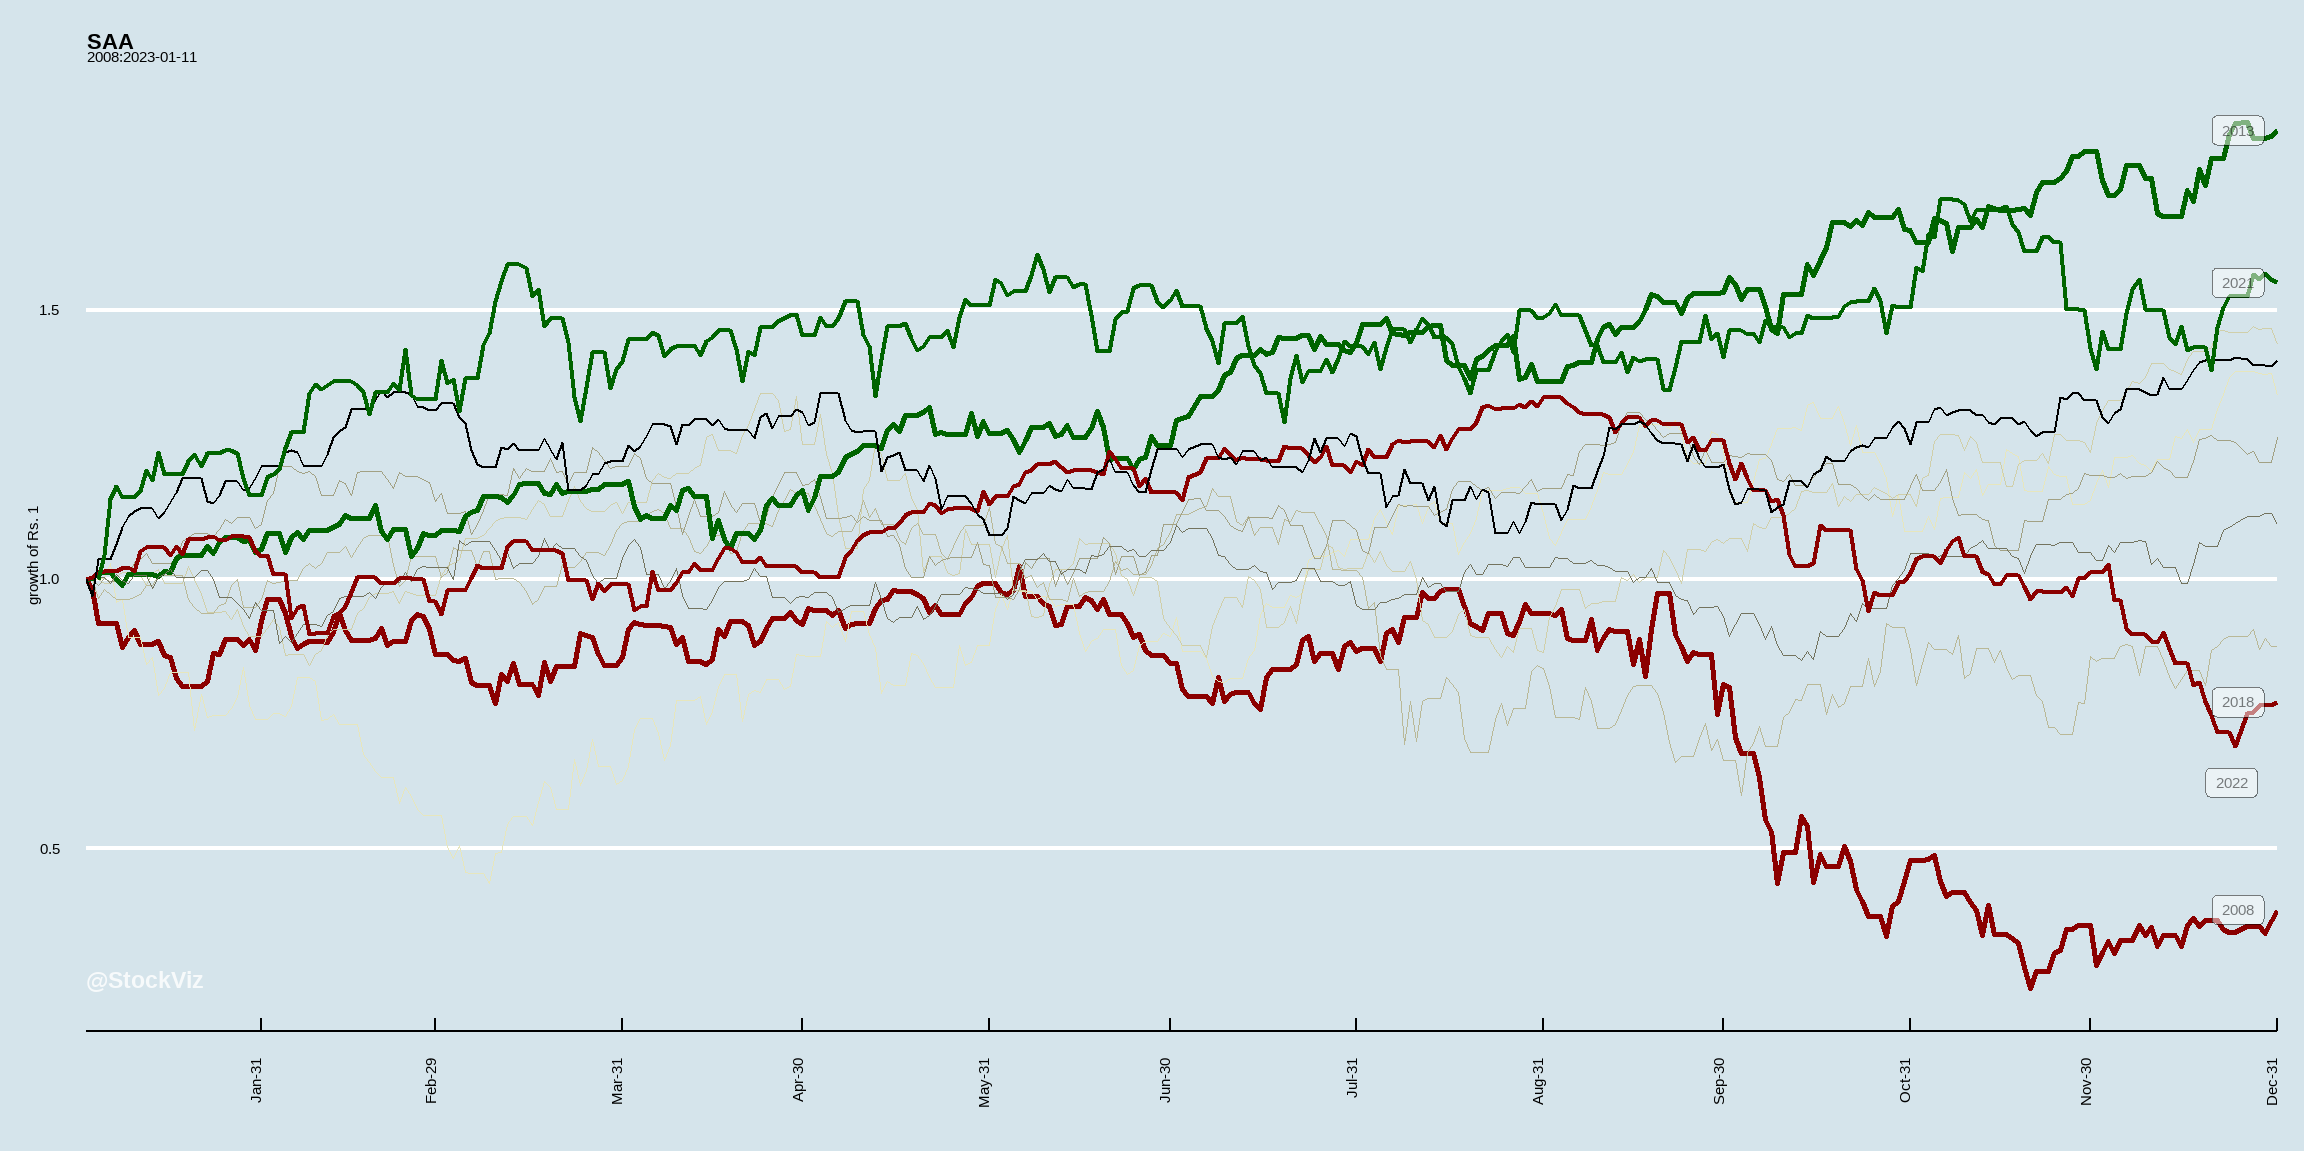 SAA
2008:2023-01-11
growth of Rs. 1
1.5
1.0
0.5
2013
2021
2018
2022
2008
@StockViz
Jan-31
Feb-29
Mar-31
Apr-30
May-31
Jun-30
Jul-31
Aug-31
Sep-30
Oct-31
Nov-30
Dec-31